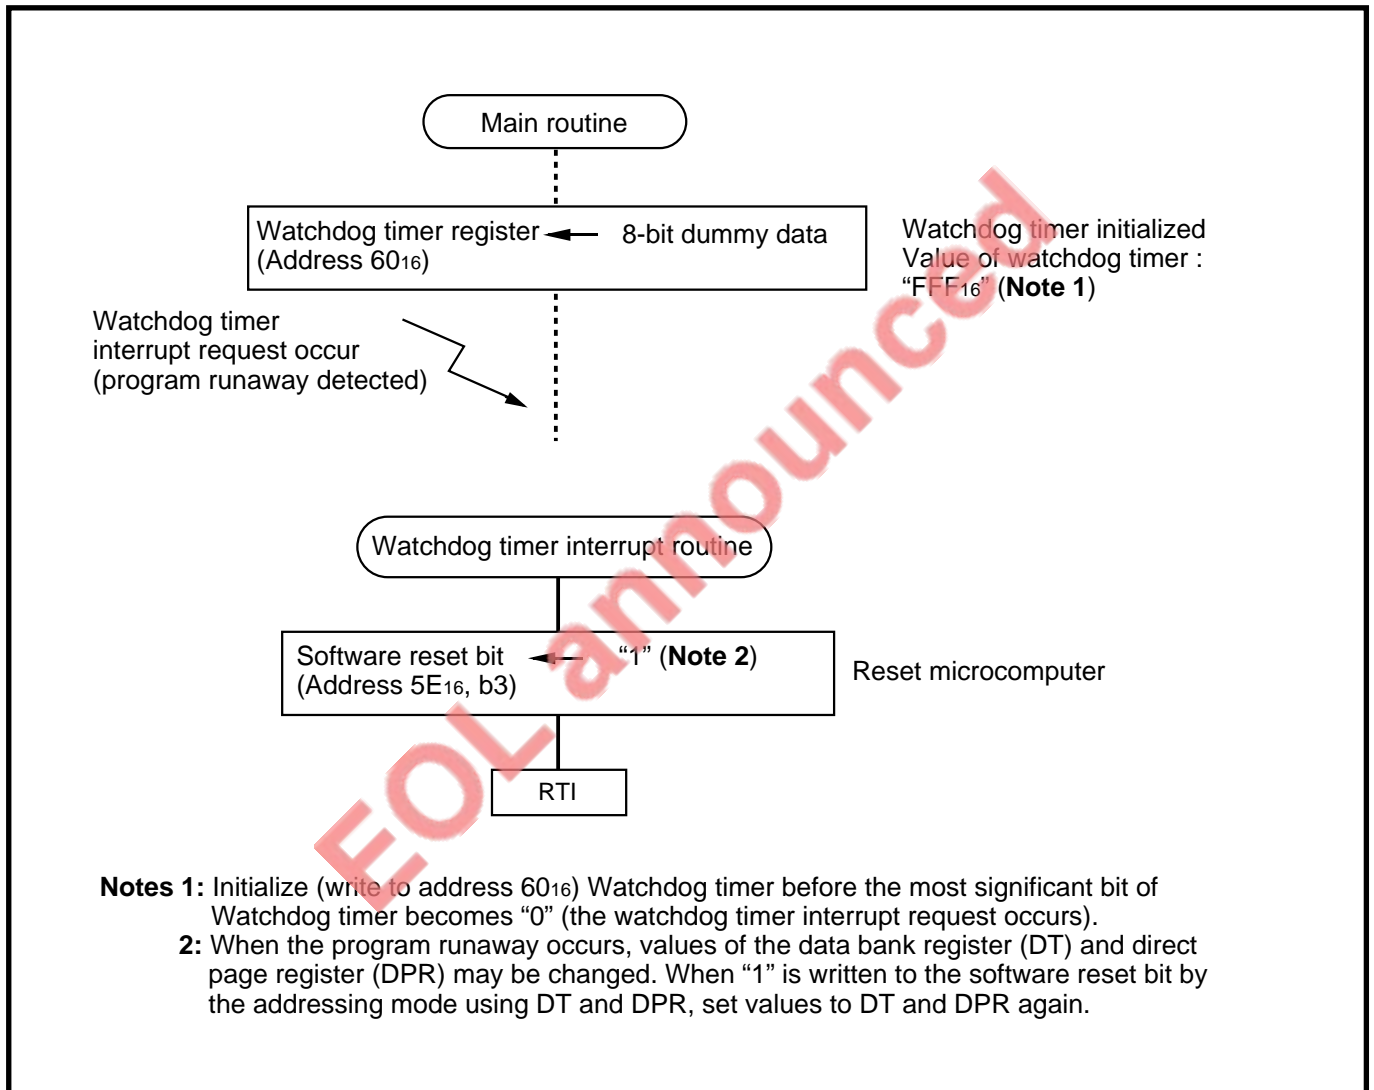 Main routine
Watchdog timer register 8-bit dummy data
(Address 6016)
Watchdog timer initialized
Value of watchdog timer :
“FFF16” (Note 1)
Watchdog timer
interrupt request occur
(program runaway detected)
Watchdog timer interrupt routine
Software reset bit “1” (Note 2)
(Address 5E16, b3)
Reset microcomputer
RTI
EOL announced
Notes 1: Initialize (write to address 6016) Watchdog timer before the most significant bit of
Watchdog timer becomes “0” (the watchdog timer interrupt request occurs).
2: When the program runaway occurs, values of the data bank register (DT) and direct
page register (DPR) may be changed. When “1” is written to the software reset bit by
the addressing mode using DT and DPR, set values to DT and DPR again.